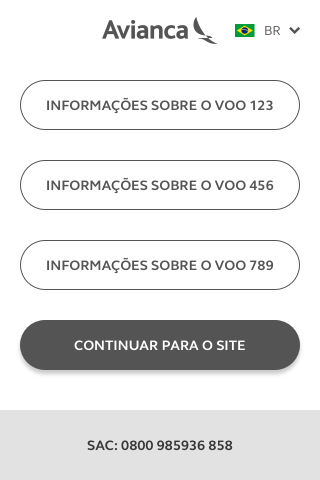 Avianca
BR
INFORMAÇÕES SOBRE O VOO 123
INFORMAÇÕES SOBRE O VOO 456
INFORMAÇÕES SOBRE O VOO 789
CONTINUAR PARA O SITE
SAC: 0800 985936 858